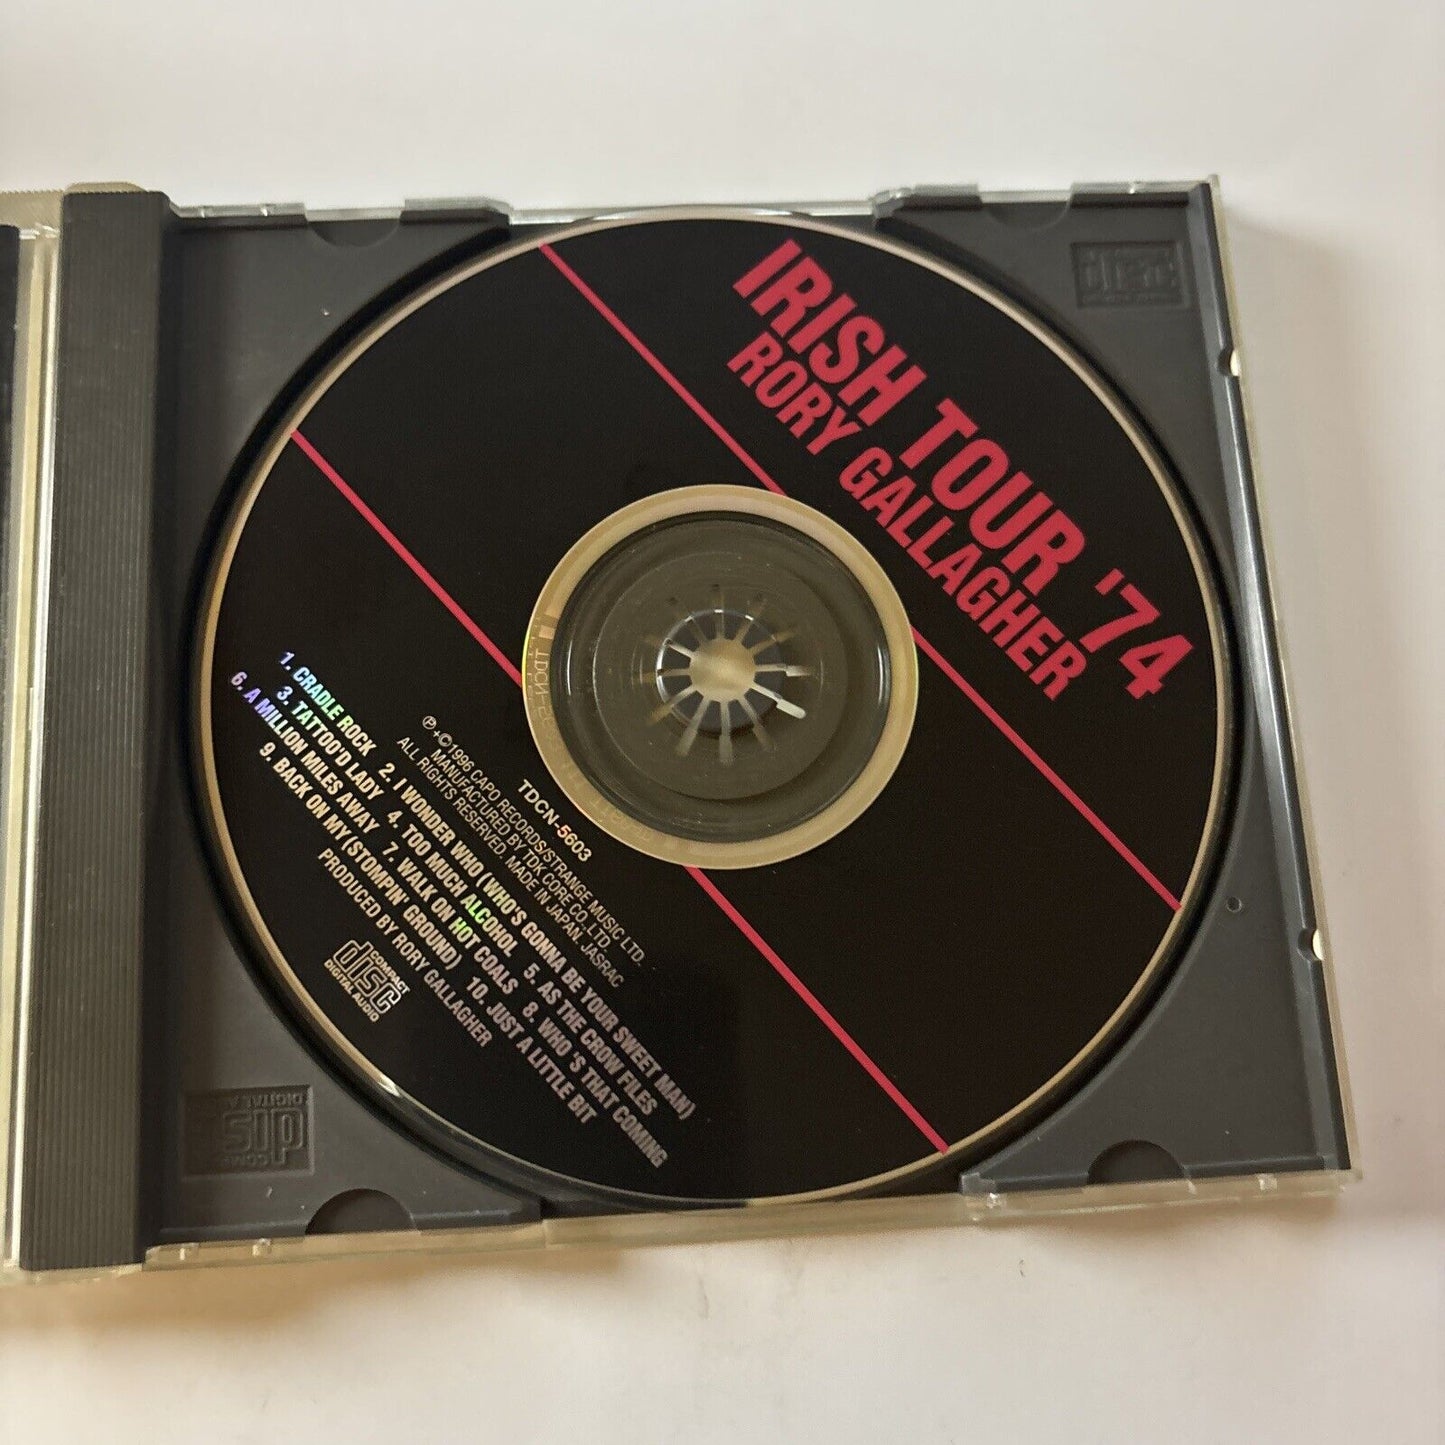 IRISH TOUR '74
RORY GALLAGHER
TDCN-5603
℗+©1996 CAPO RECORDS/STRANGE MUSIC LTD.
MANUFACTURED BY TDK CORE CO.,LTD.
ALL RIGHTS RESERVED. MADE IN JAPAN. JASRAC
1. CRADLE ROCK 2. I WONDER WHO (WHO'S GONNA BE YOUR SWEET MAN)
3. TATTOO'D LADY 4. TOO MUCH ALCOHOL 5. AS THE CROW FILES
6. A MILLION MILES AWAY 7. WALK ON HOT COALS 8. WHO 'S THAT COMING
9. BACK ON MY (STOMPIN' GROUND) 10. JUST A LITTLE BIT
PRODUCED BY RORY GALLAGHER
COMPACT
disc
DIGITAL AUDIO